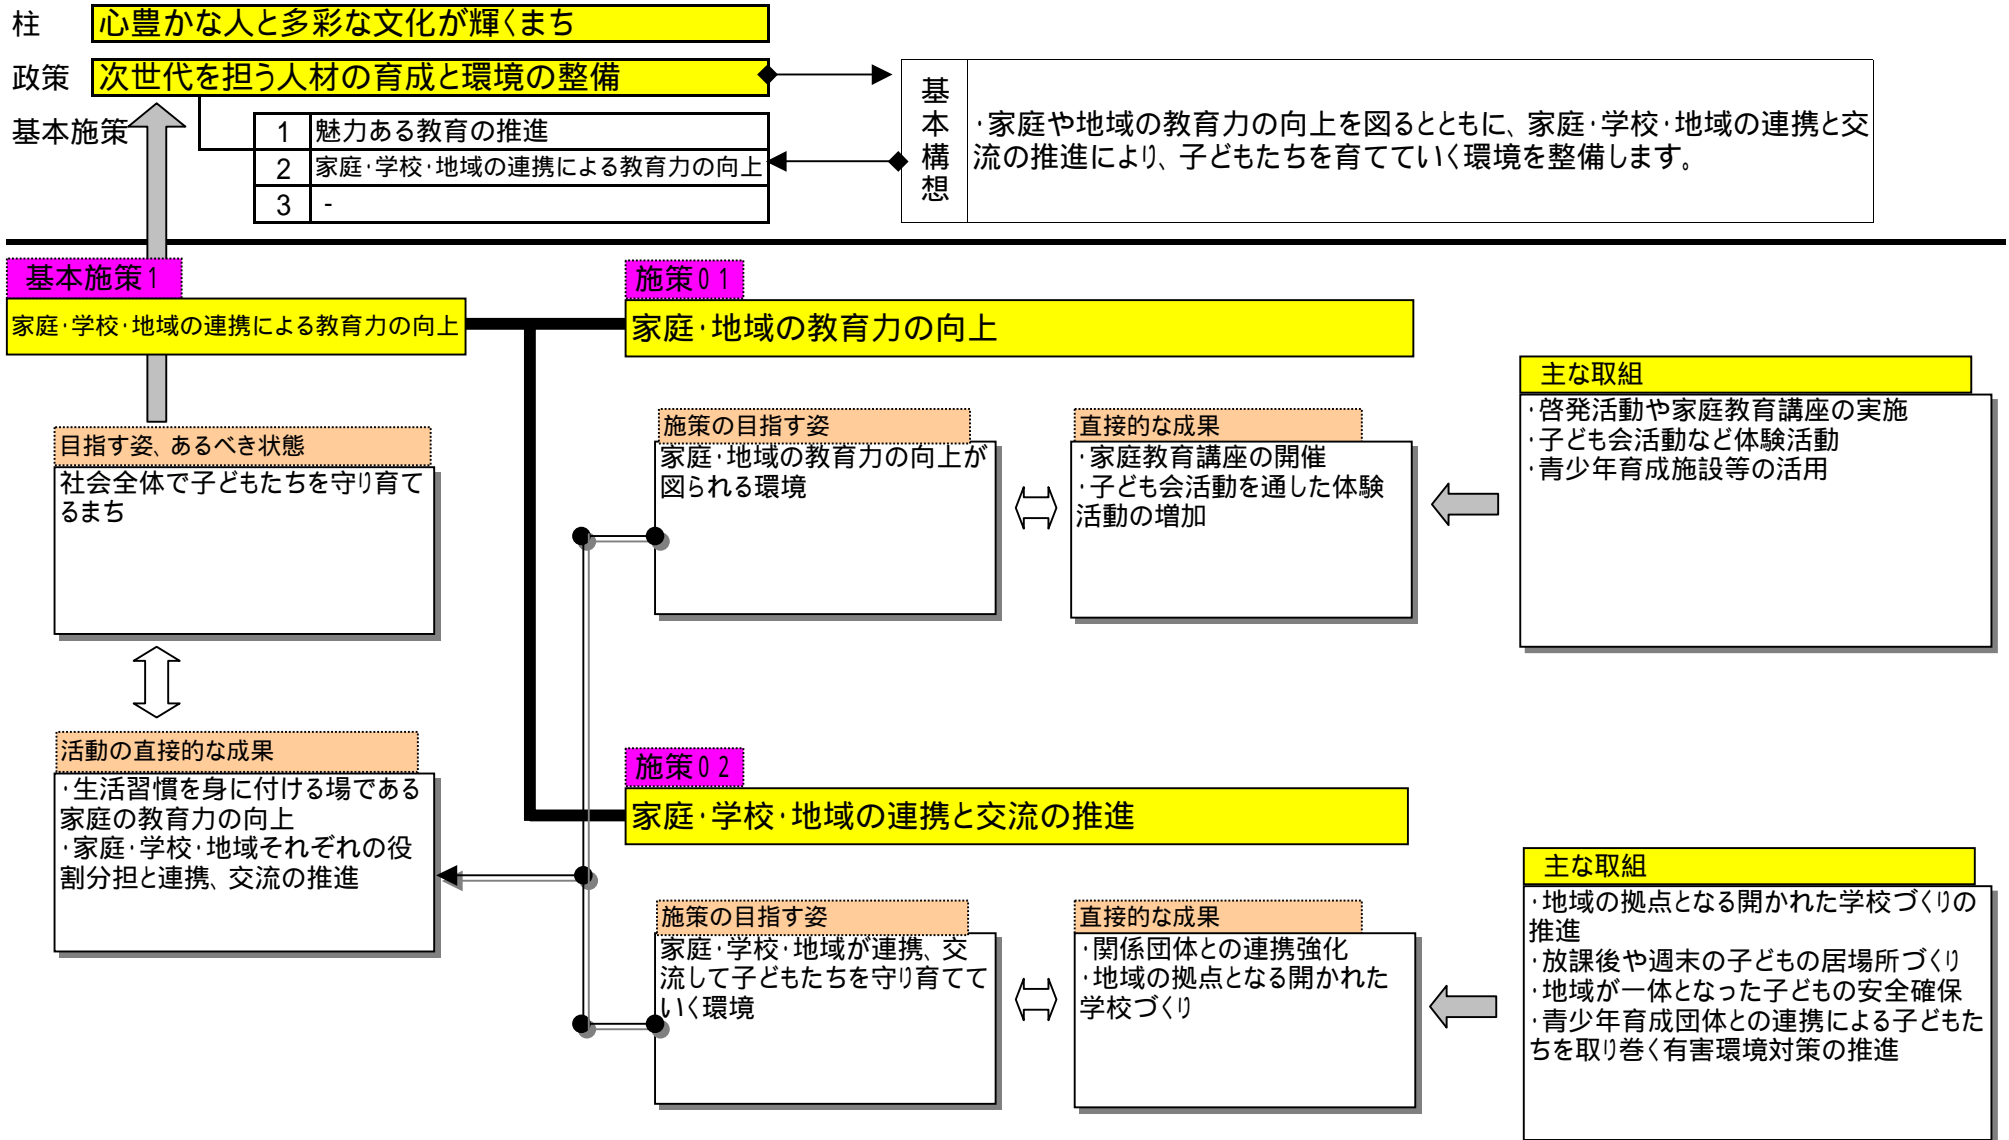 柱
心豊かな人と多彩な文化が輝くまち
政策
次世代を担う人材の育成と環境の整備
基本施策
1 魅力ある教育の推進
2 家庭・学校・地域の連携による教育力の向上
3 -
基本構想
・家庭や地域の教育力の向上を図るとともに、家庭・学校・地域の連携と交
流の推進により、子どもたちを育てていく環境を整備します。
基本施策1
家庭・学校・地域の連携による教育力の向上
目指す姿、あるべき状態
社会全体で子どもたちを守り育て
るまち
活動の直接的な成果
・生活習慣を身に付ける場である
家庭の教育力の向上
・家庭・学校・地域それぞれの役
割分担と連携、交流の推進
施策01
家庭・地域の教育力の向上
施策の目指す姿
家庭・地域の教育力の向上が
図られる環境
直接的な成果
・家庭教育講座の開催
・子ども会活動を通した体験
活動の増加
主な取組
・啓発活動や家庭教育講座の実施
・子ども会活動など体験活動
・青少年育成施設等の活用
施策02
家庭・学校・地域の連携と交流の推進
施策の目指す姿
家庭・学校・地域が連携、交
流して子どもたちを守り育てて
いく環境
直接的な成果
・関係団体との連携強化
・地域の拠点となる開かれた
学校づくり
主な取組
・地域の拠点となる開かれた学校づくりの
推進
・放課後や週末の子どもの居場所づくり
・地域が一体となった子どもの安全確保
・青少年育成団体との連携による子どもた
ちを取り巻く有害環境対策の推進